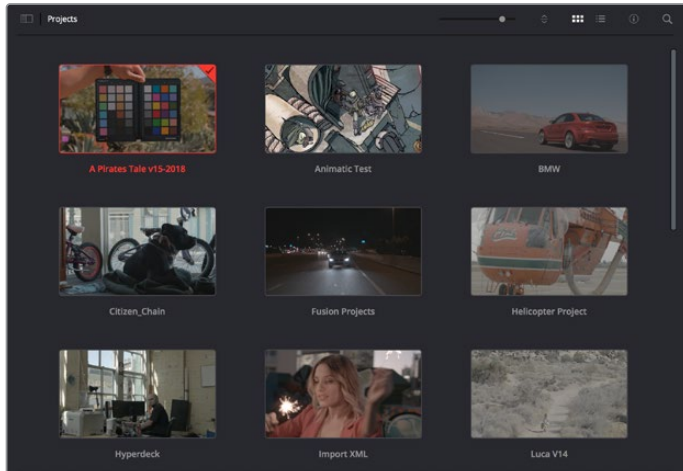 Projects
A Pirates Tale v15-2018
Animatic Test
BMW
Citizen_Chain
Fusion Projects
Helicopter Project
Hyperdeck
Import XML
Luca V14